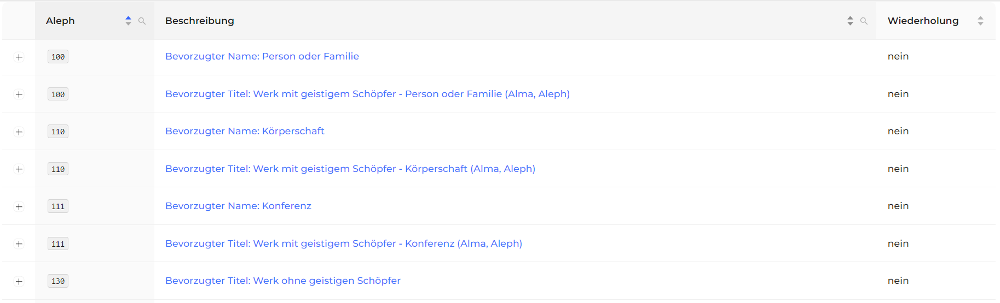 Aleph Beschreibung Wiederholung
100 Bevorzugter Name: Person oder Familie nein
100 Bevorzugter Titel: Werk mit geistigem Schöpfer - Person oder Familie (Alma, Aleph) nein
110 Bevorzugter Name: Körperschaft nein
110 Bevorzugter Titel: Werk mit geistigem Schöpfer - Körperschaft (Alma, Aleph) nein
111 Bevorzugter Name: Konferenz nein
111 Bevorzugter Titel: Werk mit geistigem Schöpfer - Konferenz (Alma, Aleph) nein
130 Bevorzugter Titel: Werk ohne geistigen Schöpfer nein